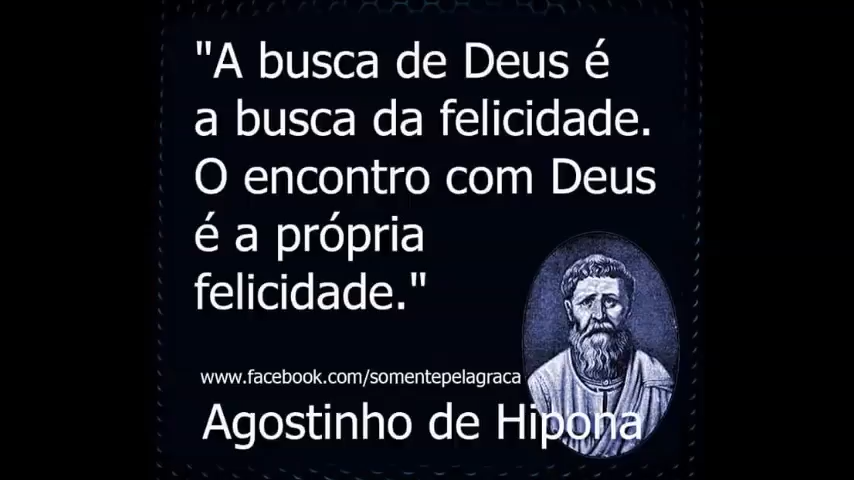 "A busca de Deus é
a busca da felicidade.
O encontro com Deus
é a própria
felicidade."
www.facebook.com/somentepelagraca
Agostinho de Hipona